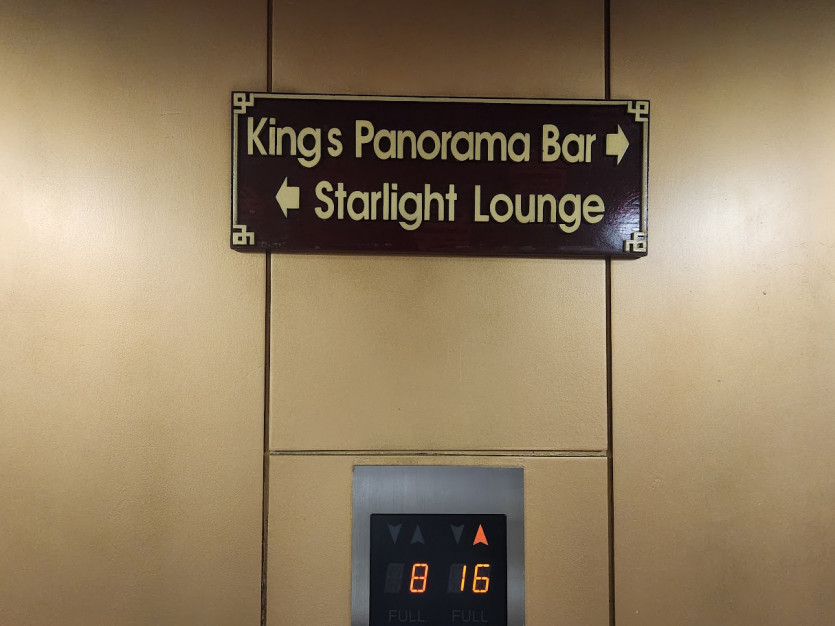 Kings Panorama Bar
Starlight Lounge
8 16
FULL FULL